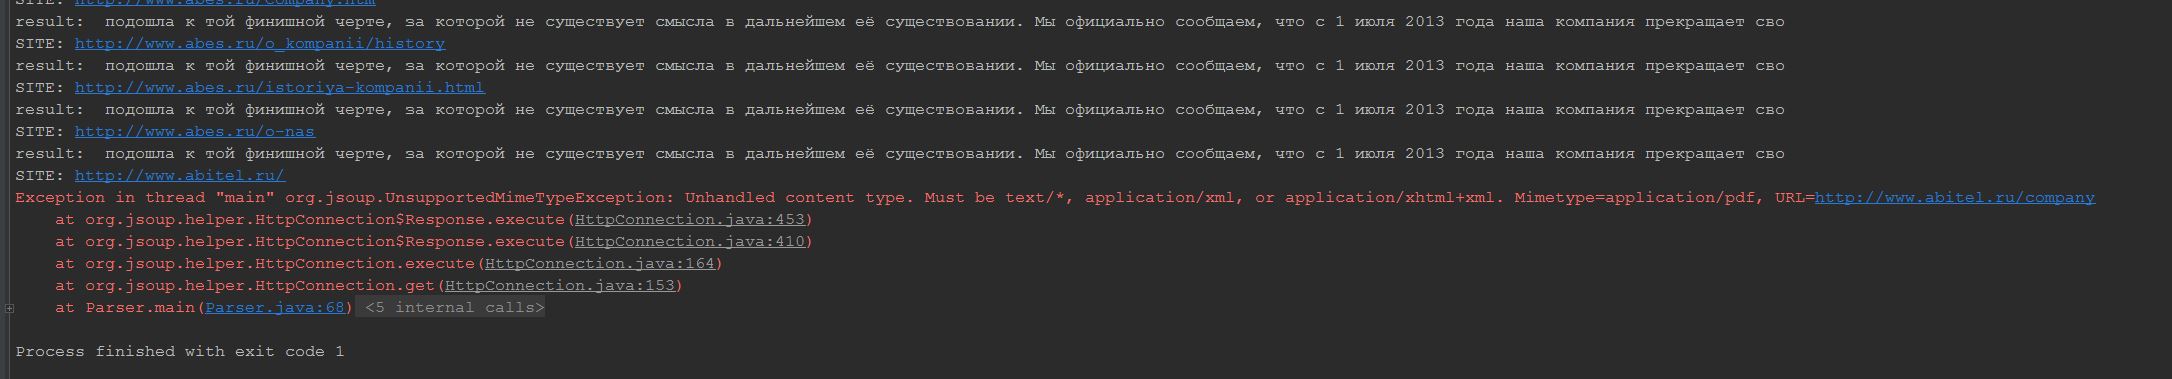 SITE: http://www.abes.ru/company.htm
result:  подошла к той финишной черте, за которой не существует смысла в дальнейшем её существовании. Мы официально сообщаем, что с 1 июля 2013 года наша компания прекращает сво
SITE: http://www.abes.ru/o_kompanii/history
result:  подошла к той финишной черте, за которой не существует смысла в дальнейшем её существовании. Мы официально сообщаем, что с 1 июля 2013 года наша компания прекращает сво
SITE: http://www.abes.ru/istoriya-kompanii.html
result:  подошла к той финишной черте, за которой не существует смысла в дальнейшем её существовании. Мы официально сообщаем, что с 1 июля 2013 года наша компания прекращает сво
SITE: http://www.abes.ru/o-nas
result:  подошла к той финишной черте, за которой не существует смысла в дальнейшем её существовании. Мы официально сообщаем, что с 1 июля 2013 года наша компания прекращает сво
SITE: http://www.abitel.ru/
Exception in thread "main" org.jsoup.UnsupportedMimeTypeException: Unhandled content type. Must be text/*, application/xml, or application/xhtml+xml. Mimetype=application/pdf, URL=http://www.abitel.ru/company
at org.jsoup.helper.HttpConnection$Response.execute(HttpConnection.java:453)
at org.jsoup.helper.HttpConnection$Response.execute(HttpConnection.java:410)
at org.jsoup.helper.HttpConnection.execute(HttpConnection.java:164)
at org.jsoup.helper.HttpConnection.get(HttpConnection.java:153)
at Parser.main(Parser.java:68) <5 internal calls>
Process finished with exit code 1